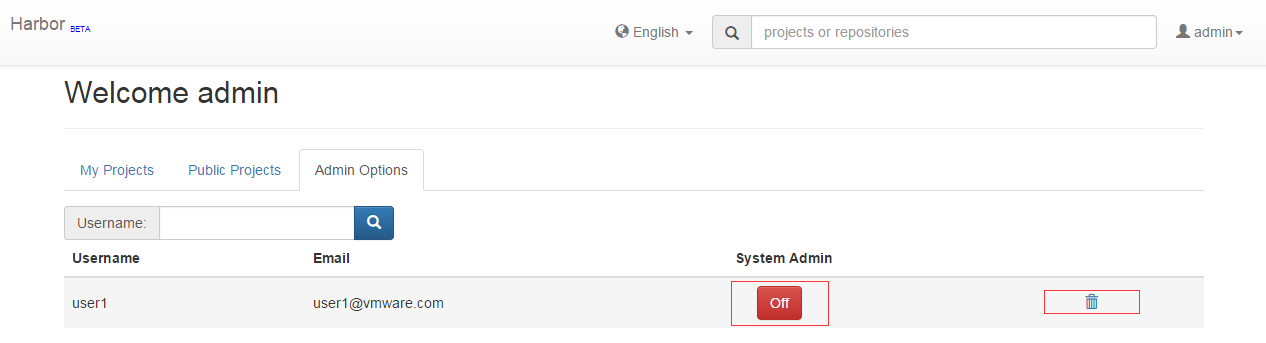 Harbor BETA
English
projects or repositories
admin
Welcome admin
My Projects Public Projects Admin Options
Username:
Username Email System Admin
user1 user1@vmware.com Off